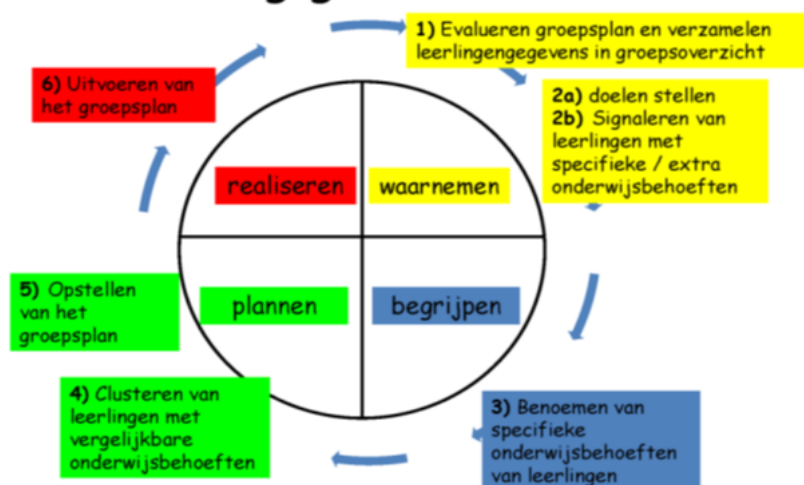 1) Evalueren groepsplan en verzamelen
leerlingengegevens in groepsoverzicht
6) Uitvoeren van
het groepsplan
2a) doelen stellen
2b) Signaleren van
leerlingen met
specifieke / extra
onderwijsbehoeften
realiseren
waarnemen
5) Opstellen
van het
groepsplan
plannen
begrijpen
4) Clusteren van
leerlingen met
vergelijkbare
onderwijsbehoeften
3) Benoemen van
specifieke
onderwijsbehoeften
van leerlingen